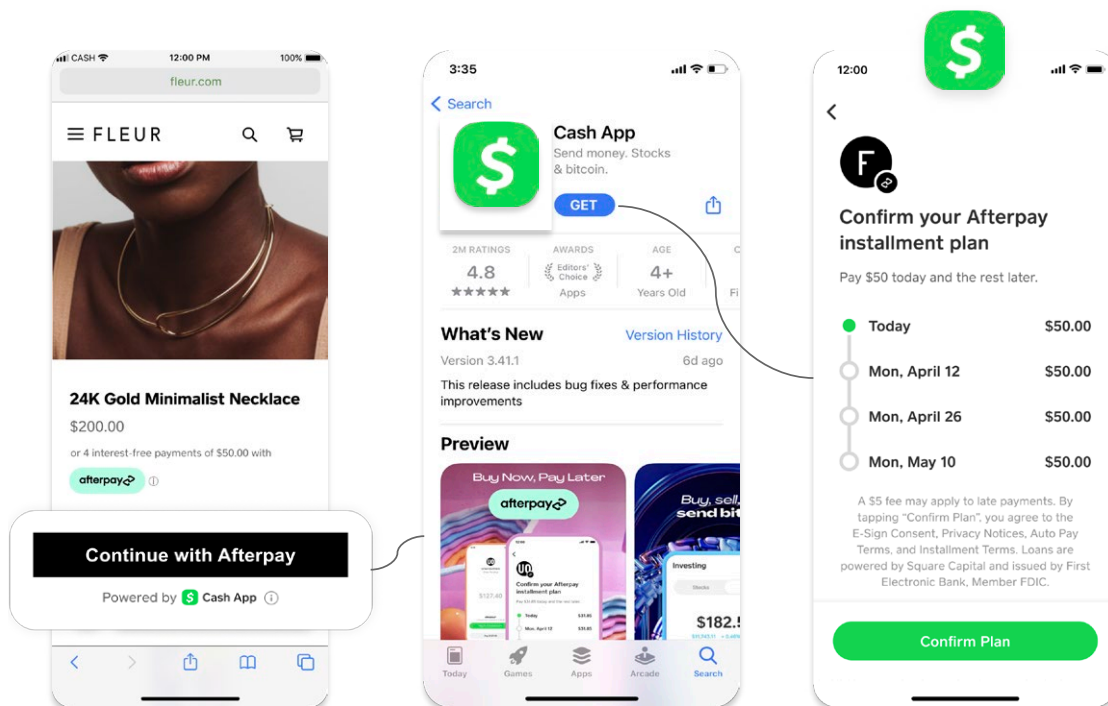 CASH
12:00 PM
100%
fleur.com
FLEUR
24K Gold Minimalist Necklace
$200.00
or 4 interest-free payments of $50.00 with
afterpay
Continue with Afterpay
Powered by $ Cash App
3:35
Search
$
Cash App
Send money. Stocks
& bitcoin.
GET
2M RATINGS
4.8
★★★★★
AWARDS
Editors'
Choice
Apps
AGE
4+
Years Old
C
Fi
What's New
Version History
Version 3.41.1
6d ago
This release includes bug fixes & performance
improvements
Preview
Buy Now, Pay Later
afterpay
$127.40
Confirm your Afterpay
installment plan
Today
Mon, April 12
Buy, sell,
send bit
Investing
Stocks
$182.5
Today
Games
Apps
Arcade
Search
$
12:00
F
Confirm your Afterpay
installment plan
Pay $50 today and the rest later.
Today $50.00
Mon, April 12 $50.00
Mon, April 26 $50.00
Mon, May 10 $50.00
A $5 fee may apply to late payments. By
tapping “Confirm Plan”, you agree to the
E-Sign Consent, Privacy Notices, Auto Pay
Terms, and Installment Terms. Loans are
powered by Square Capital and issued by First
Electronic Bank, Member FDIC.
Confirm Plan